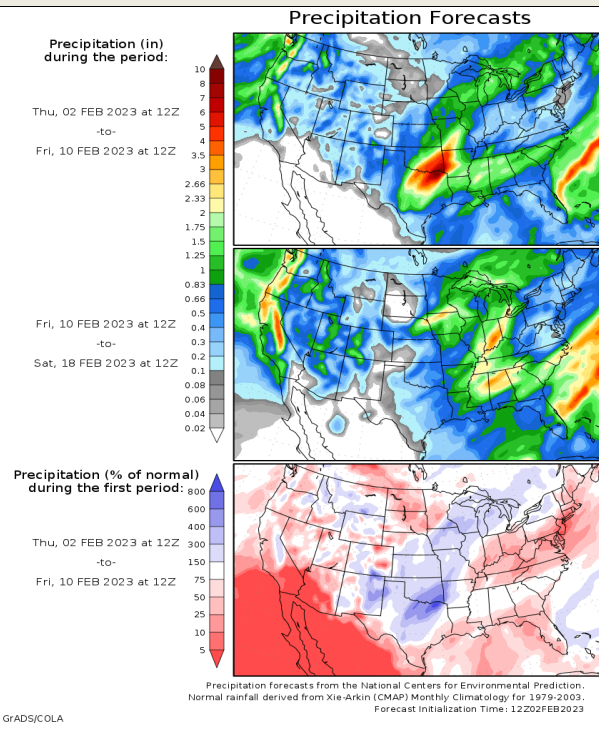 Precipitation Forecasts
Precipitation (in)
during the period:
Thu, 02 FEB 2023 at 12Z
-to-
Fri, 10 FEB 2023 at 12Z
10
8
7
6
5
4
3.5
3
2.66
2.33
2
1.75
1.5
1.25
1
0.83
0.66
0.5
0.4
0.3
0.2
0.1
0.08
0.06
0.04
0.02
Fri, 10 FEB 2023 at 12Z
-to-
Sat, 18 FEB 2023 at 12Z
Precipitation (% of normal)
during the first period:
Thu, 02 FEB 2023 at 12Z
-to-
Fri, 10 FEB 2023 at 12Z
800
600
400
300
150
75
50
25
10
5
Precipitation forecasts from the National Centers for Environmental Prediction.
Normal rainfall derived from Xie-Arkin (CMAP) Monthly Climatology for 1979-2003.
Forecast Initialization Time: 12Z02FEB2023
GrADS/COLA